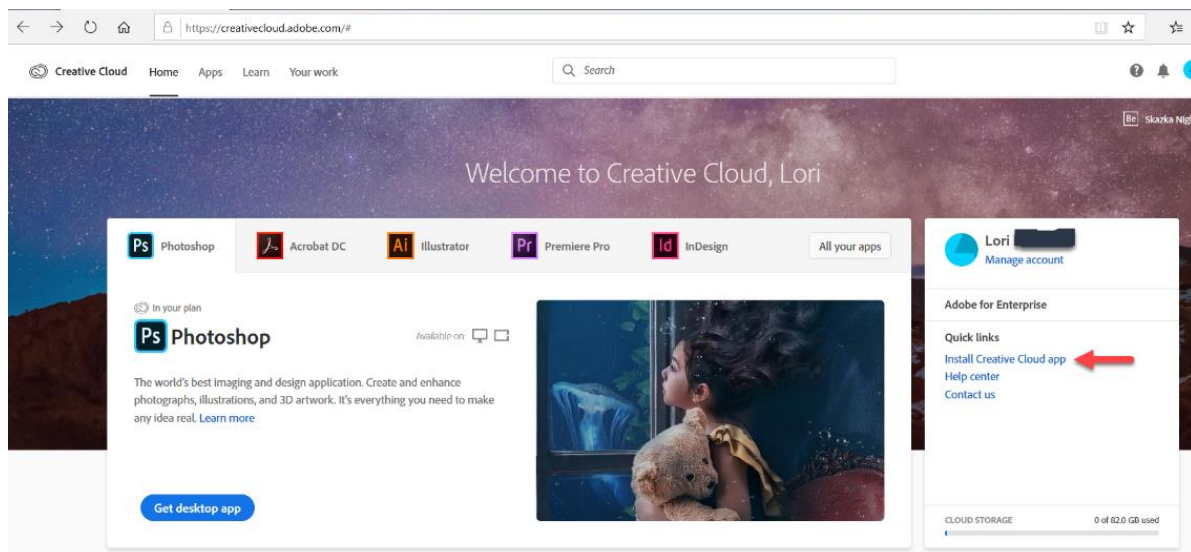 https://creativecloud.adobe.com/#
Creative Cloud Home Apps Learn Your work Search
Be Skazka Nig
Welcome to Creative Cloud, Lori
Ps Photoshop Acrobat DC Ai Illustrator Pr Premiere Pro Id InDesign All your apps
Lori
Manage account
In your plan
Ps Photoshop Available on:
Adobe for Enterprise
Quick links
Install Creative Cloud app
Help center
Contact us
The world's best imaging and design application. Create and enhance
photographs, illustrations, and 3D artwork. It's everything you need to make
any idea real. Learn more
Get desktop app
CLOUD STORAGE 0 of 82.0 GB used